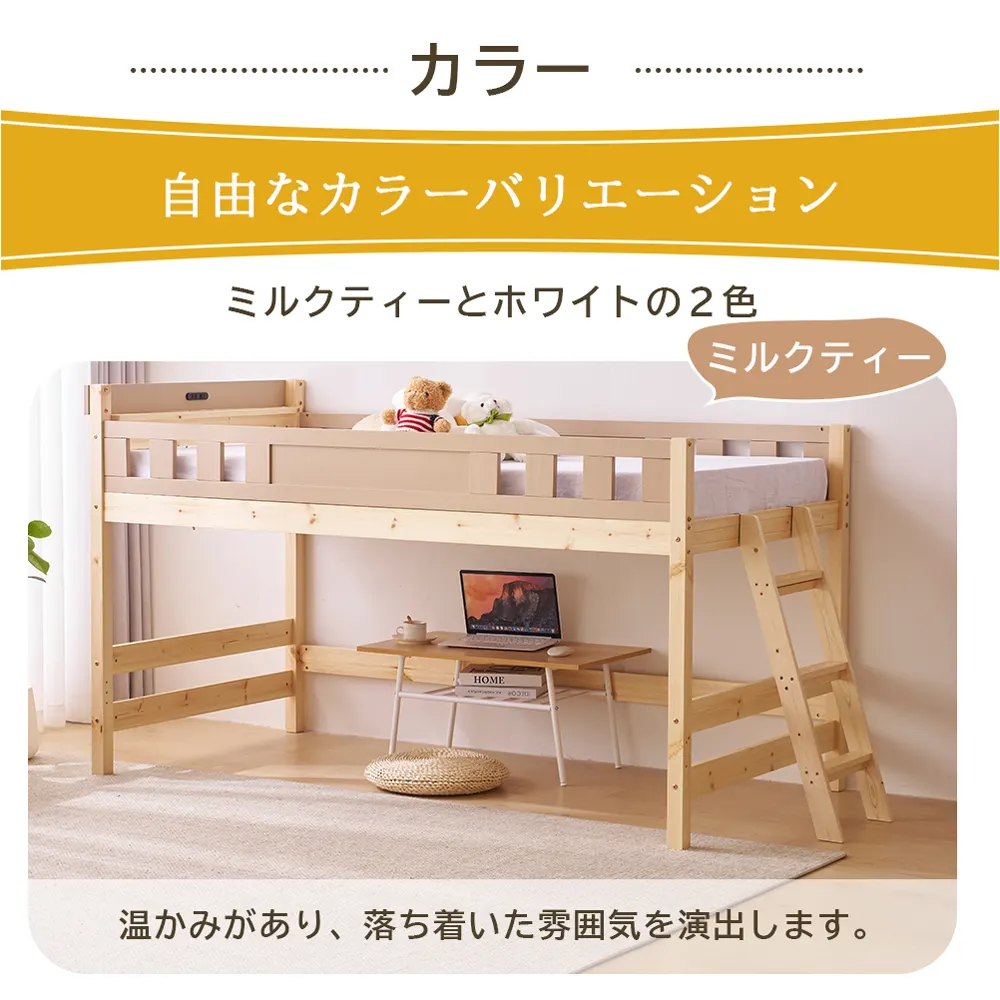 カラー
自由なカラーバリエーション
ミルクティーとホワイトの２色
ミルクティー
HOME
DECOR
温かみがあり、落ち着いた雰囲気を演出します。